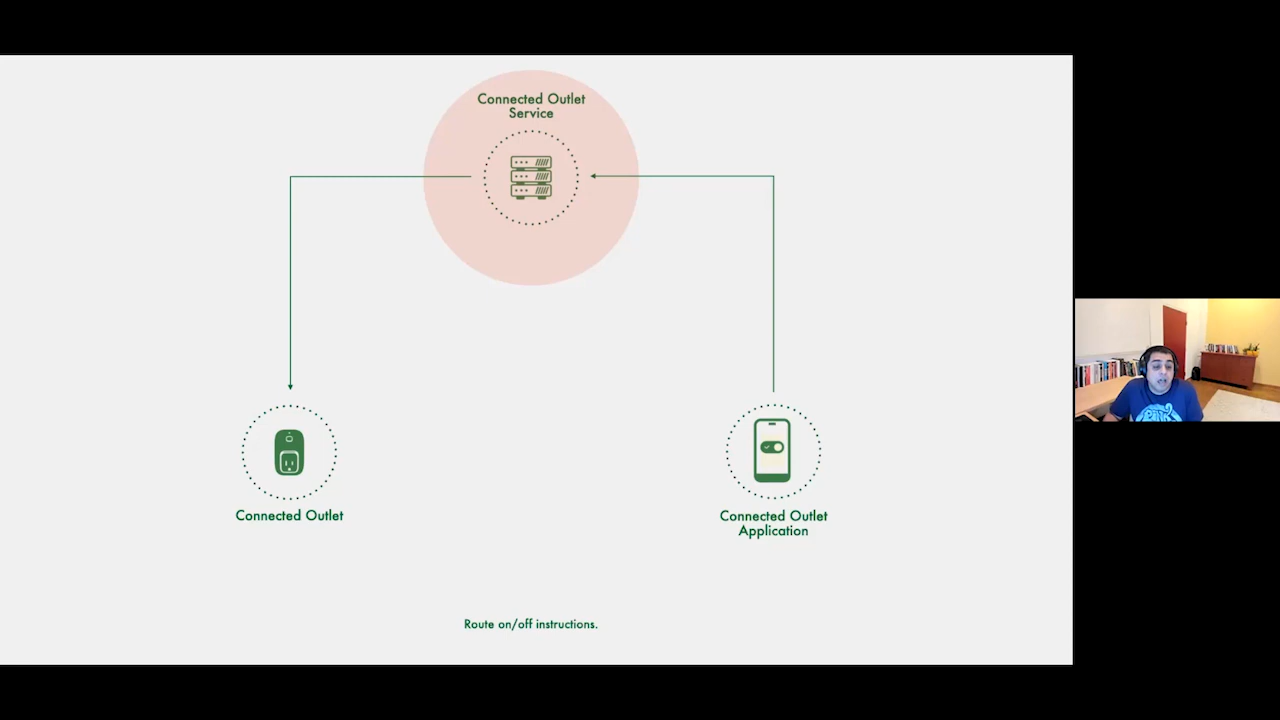 Connected Outlet
Service
Connected Outlet
Connected Outlet
Application
Route on/off instructions.